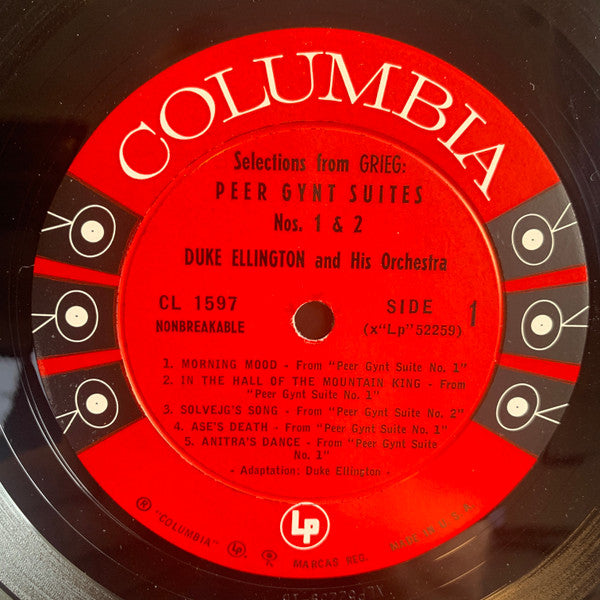 COLUMBIA
Selections from GRIEG:
PEER GYNT SUITES
Nos. 1 & 2
DUKE ELLINGTON and His Orchestra
CL 1597 SIDE 1
NONBREAKABLE (x"Lp"52259)
1. MORNING MOOD - From "Peer Gynt Suite No. 1"
2. IN THE HALL OF THE MOUNTAIN KING - From
"Peer Gynt Suite No. 1"
3. SOLVEJG'S SONG - From "Peer Gynt Suite No. 2"
4. ASE'S DEATH - From "Peer Gynt Suite No. 1"
5. ANITRA'S DANCE - From "Peer Gynt Suite
No. 1"
- Adaptation: Duke Ellington -
Lp
® "COLUMBIA" Lp MARCAS REG. MADE IN U.S.A.